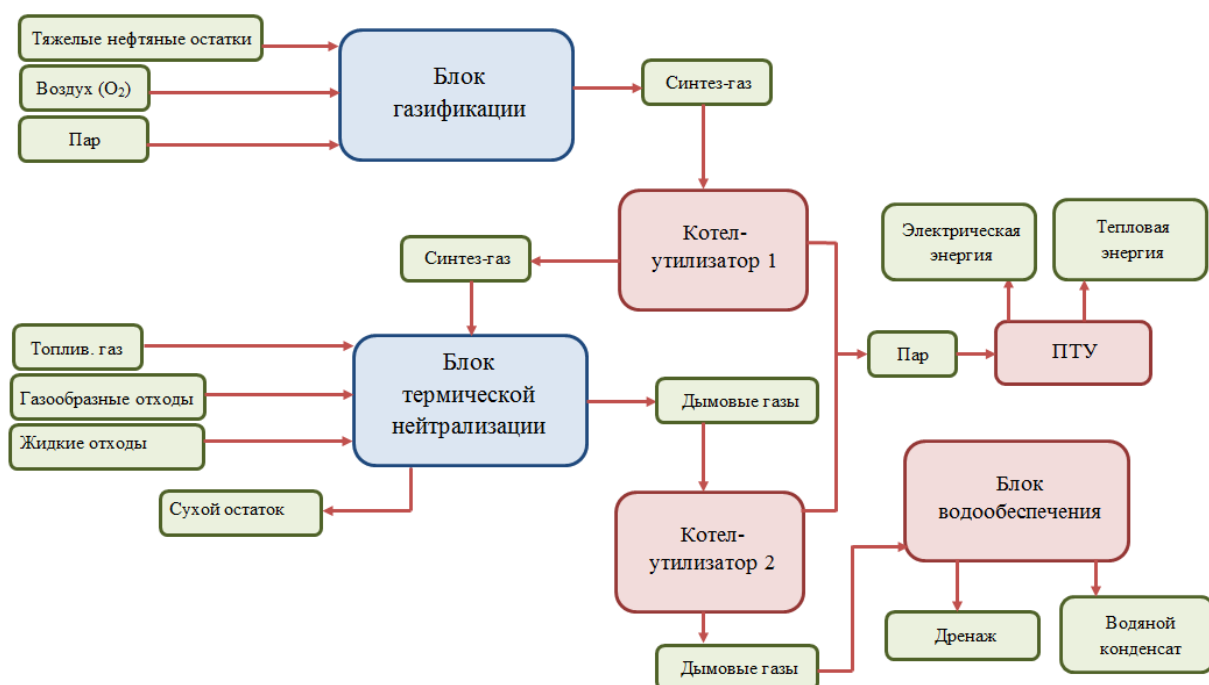 Тяжелые нефтяные остатки
Воздух (O₂)
Пар
Блок
газификации
Синтез-газ
Котел-
утилизатор 1
Синтез-газ
Электрическая
энергия
Тепловая
энергия
Топлив. газ
Газообразные отходы
Жидкие отходы
Блок
термической
нейтрализации
Пар
ПТУ
Дымовые газы
Сухой остаток
Котел-
утилизатор 2
Блок
водообеспечения
Дымовые газы
Дренаж
Водяной
конденсат